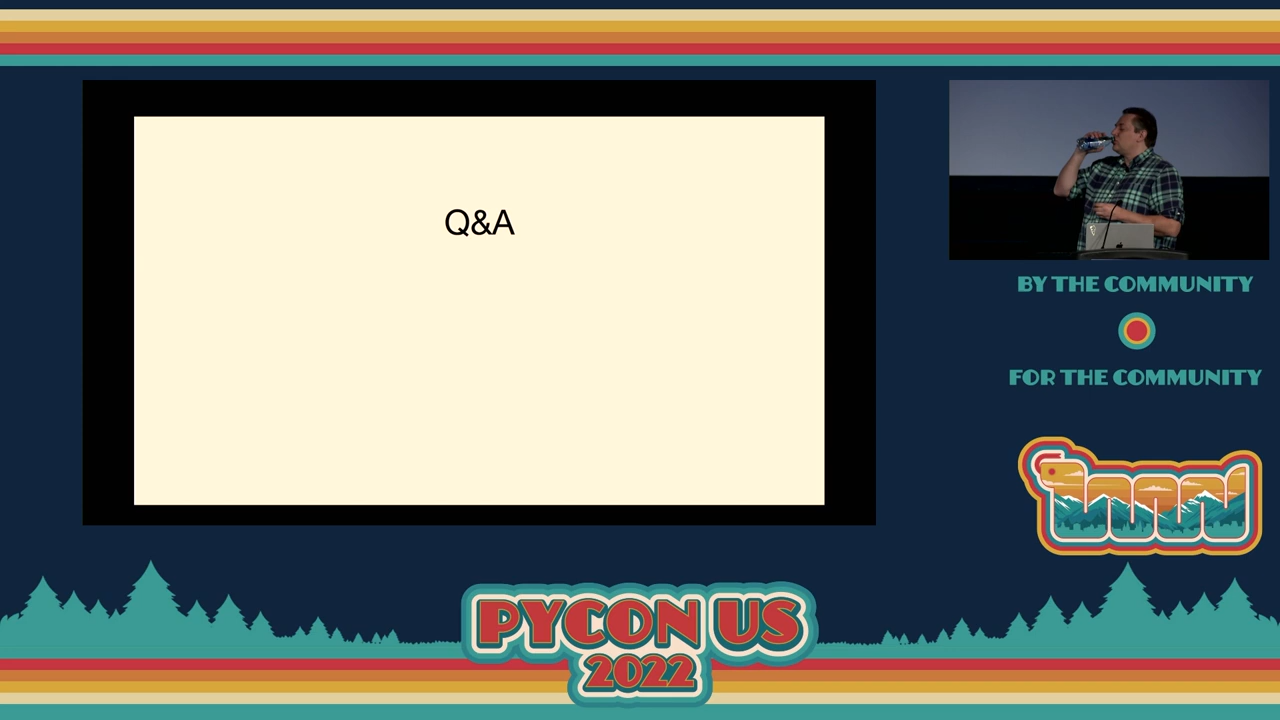 Q&A
BY THE COMMUNITY
FOR THE COMMUNITY
PYCON US
2022